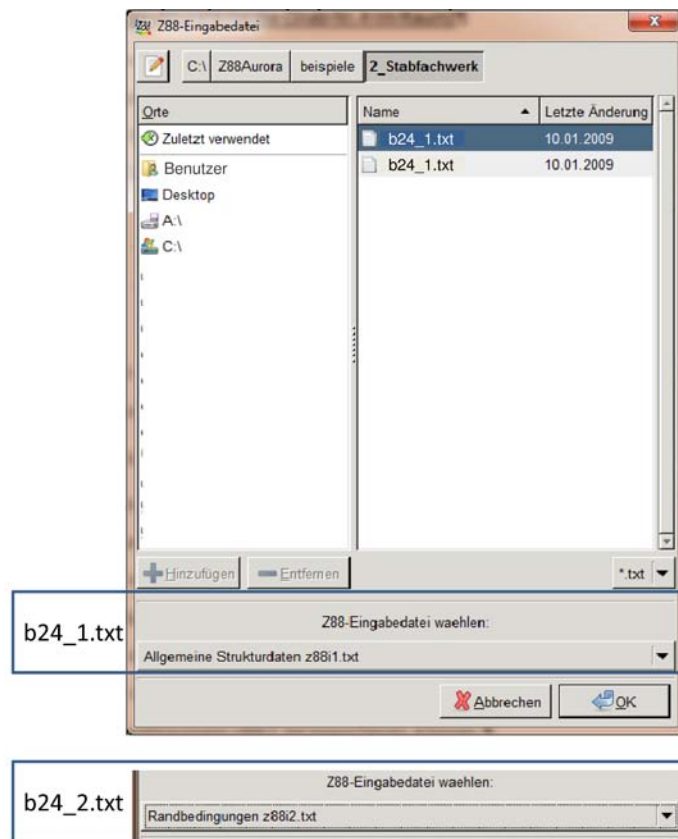 Z88-Eingabedatei
C:\ Z88Aurora beispiele 2_Stabfachwerk
Orte Name Letzte Änderung
Zuletzt verwendet b24_1.txt 10.01.2009
Benutzer b24_1.txt 10.01.2009
Desktop
A:\
C:\
Hinzufügen Entfernen *.txt
b24_1.txt
Z88-Eingabedatei waehlen:
Allgemeine Strukturdaten z88i1.txt
Abbrechen OK
b24_2.txt
Z88-Eingabedatei waehlen:
Randbedingungen z88i2.txt